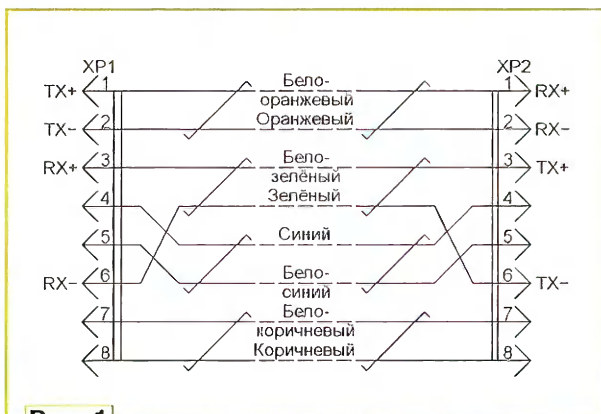 XP1 XP2
1 Бело- 1
TX+ оранжевый RX+
TX− 2 Оранжевый 2 RX−
RX+ 3 Бело- 3 TX+
зелёный
4 Зелёный 4
5 Синий 5
RX− 6 Бело- 6 TX−
синий
7 Бело- 7
коричневый
8 Коричневый 8